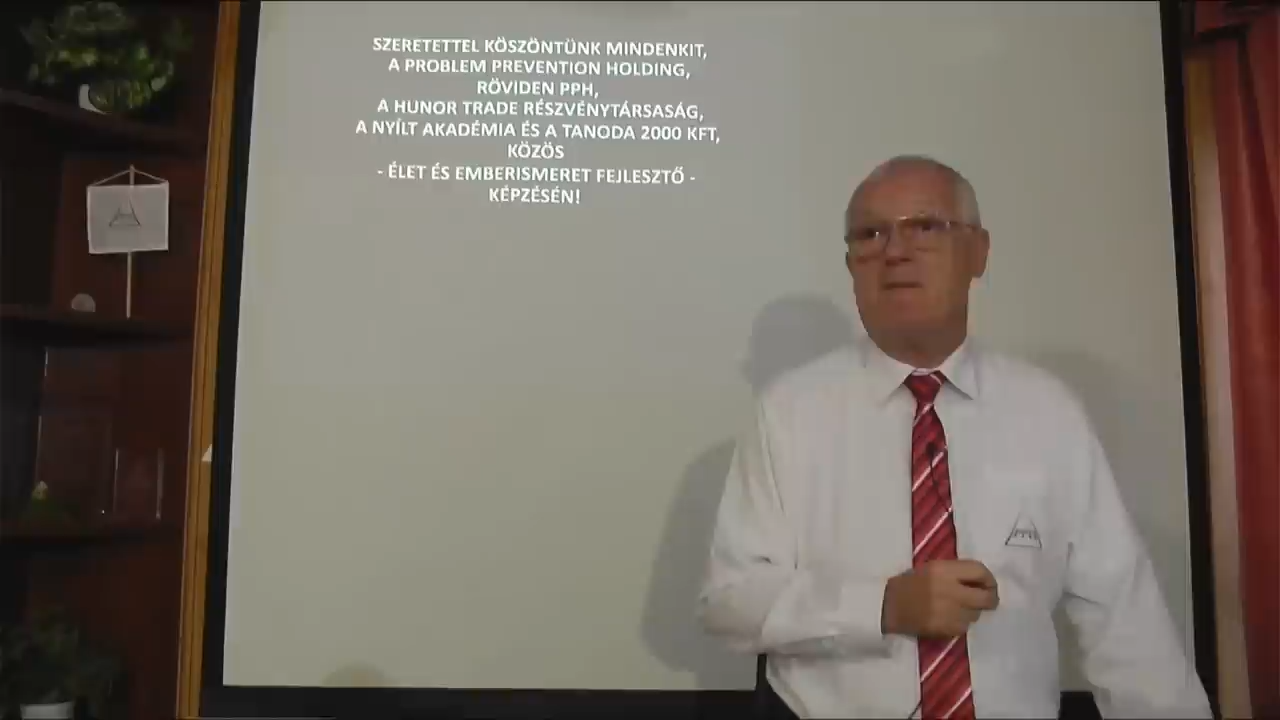 SZERETETTEL KÖSZÖNTÜNK MINDENKIT,
A PROBLEM PREVENTION HOLDING,
RÖVIDEN PPH,
A HUNOR TRADE RÉSZVÉNYTÁRSASÁG,
A NYÍLT AKADÉMIA ÉS A TANODA 2000 KFT,
KÖZÖS
- ÉLET ÉS EMBERISMERET FEJLESZTŐ -
KÉPZÉSÉN!